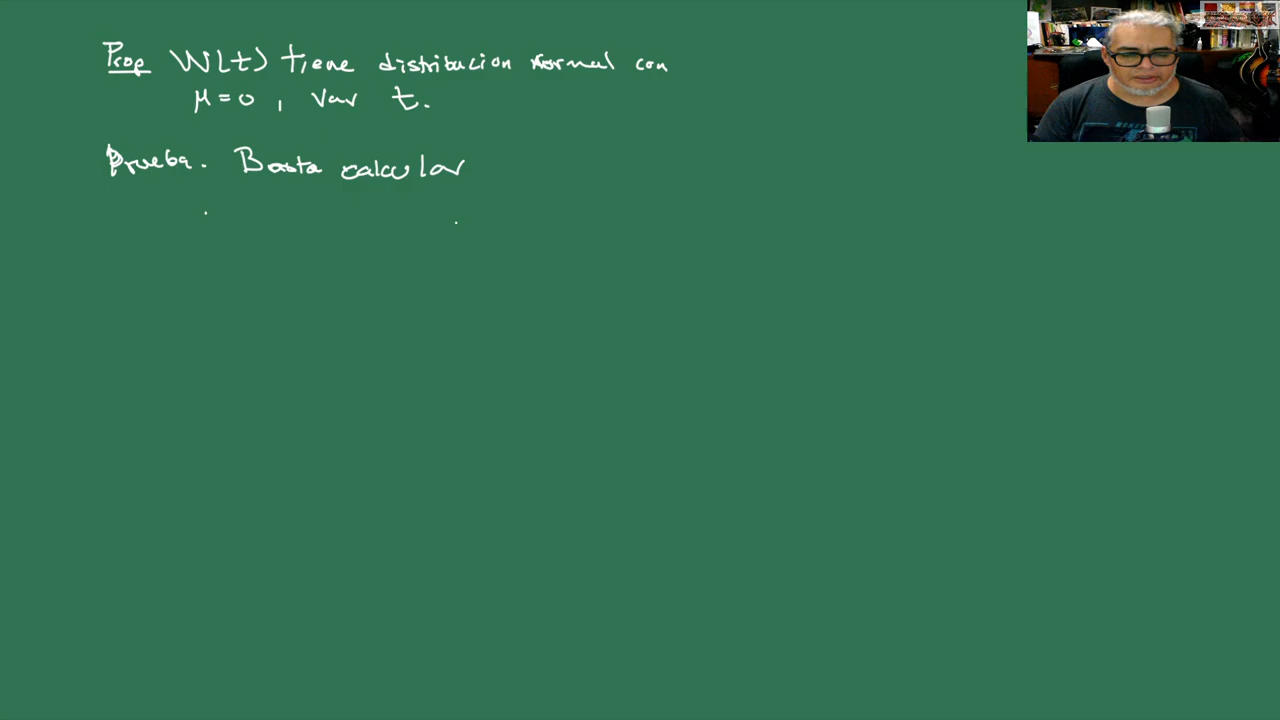 Prop W(t) tiene distribucion normal con
μ=0, Var t.
Prueba. Basta calcular